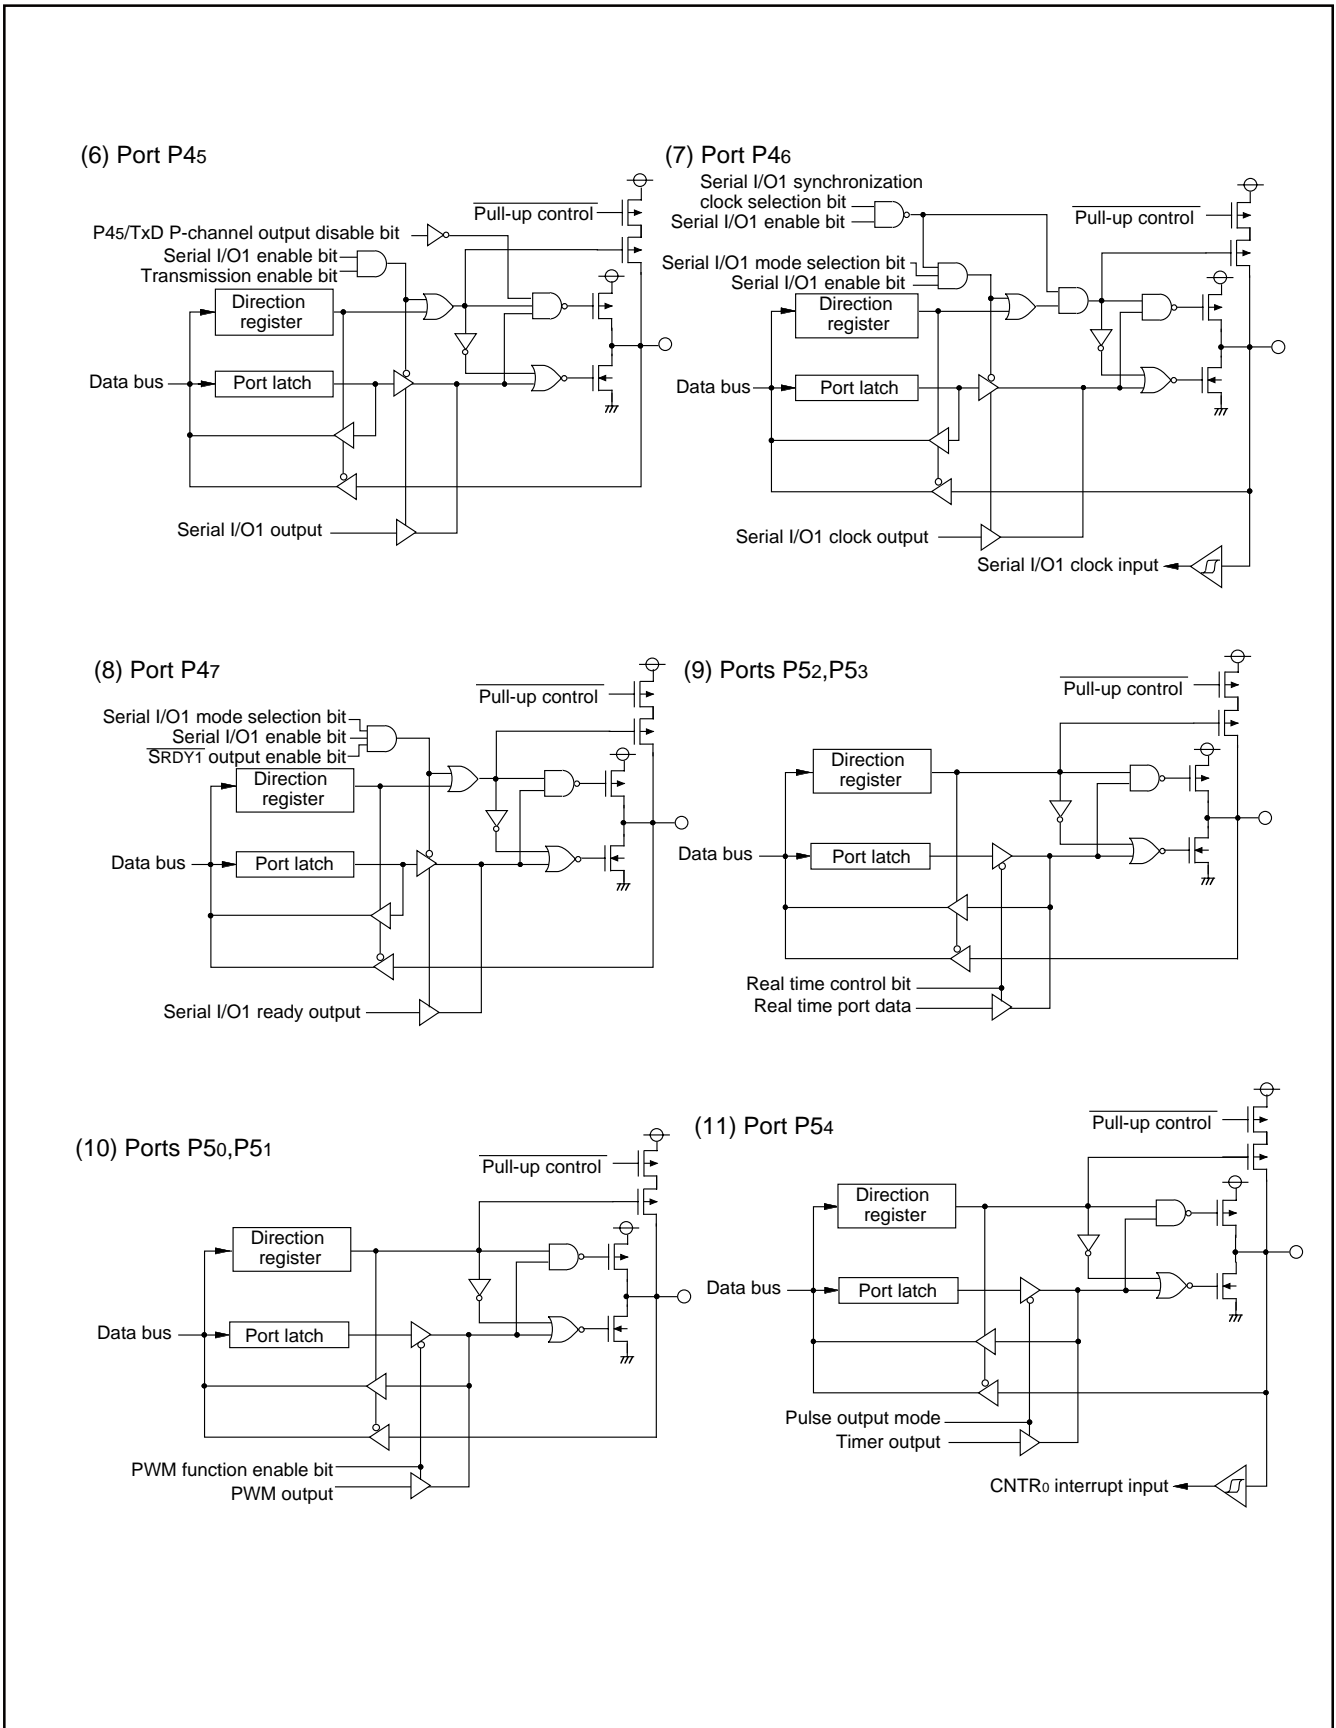 (6) Port P45
Pull-up control
P45/TxD P-channel output disable bit
Serial I/O1 enable bit
Transmission enable bit
Direction
register
Data bus
Port latch
Serial I/O1 output
(7) Port P46
Serial I/O1 synchronization
clock selection bit
Serial I/O1 enable bit
Pull-up control
Serial I/O1 mode selection bit
Serial I/O1 enable bit
Direction
register
Data bus
Port latch
Serial I/O1 clock output
Serial I/O1 clock input
(8) Port P47
Pull-up control
Serial I/O1 mode selection bit
Serial I/O1 enable bit
SRDY1 output enable bit
Direction
register
Data bus
Port latch
Serial I/O1 ready output
(9) Ports P52,P53
Pull-up control
Direction
register
Data bus
Port latch
Real time control bit
Real time port data
(10) Ports P50,P51
Pull-up control
Direction
register
Data bus
Port latch
PWM function enable bit
PWM output
(11) Port P54
Pull-up control
Direction
register
Data bus
Port latch
Pulse output mode
Timer output
CNTR0 interrupt input